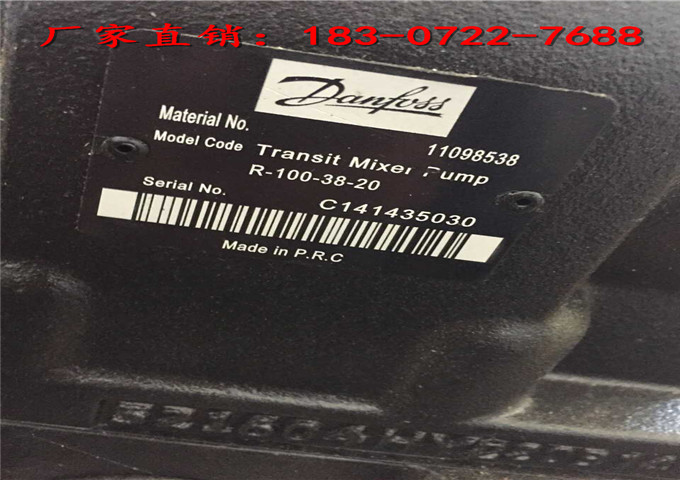 厂家直销：183-0722-7688
Danfoss
Material No. 11098538
Model Code Transit Mixer Pump
R-100-38-20
Serial No. C141435030
Made in P.R.C